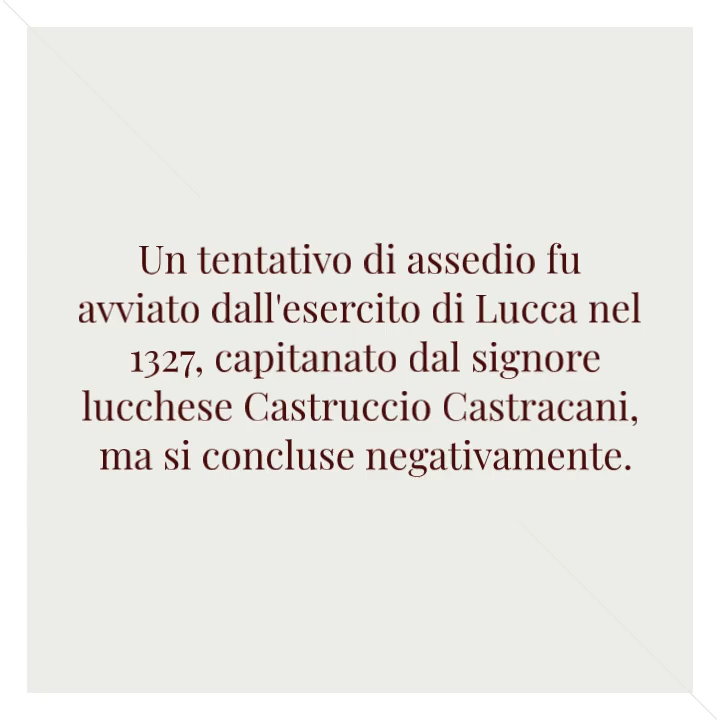 Un tentativo di assedio fu
avviato dall'esercito di Lucca nel
1327, capitanato dal signore
lucchese Castruccio Castracani,
ma si concluse negativamente.